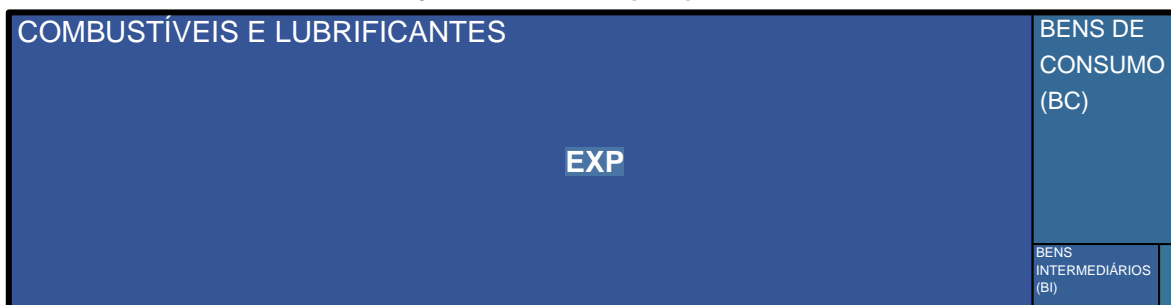 COMBUSTÍVEIS E LUBRIFICANTES
EXP
BENS DE
CONSUMO
(BC)
BENS
INTERMEDIÁRIOS
(BI)